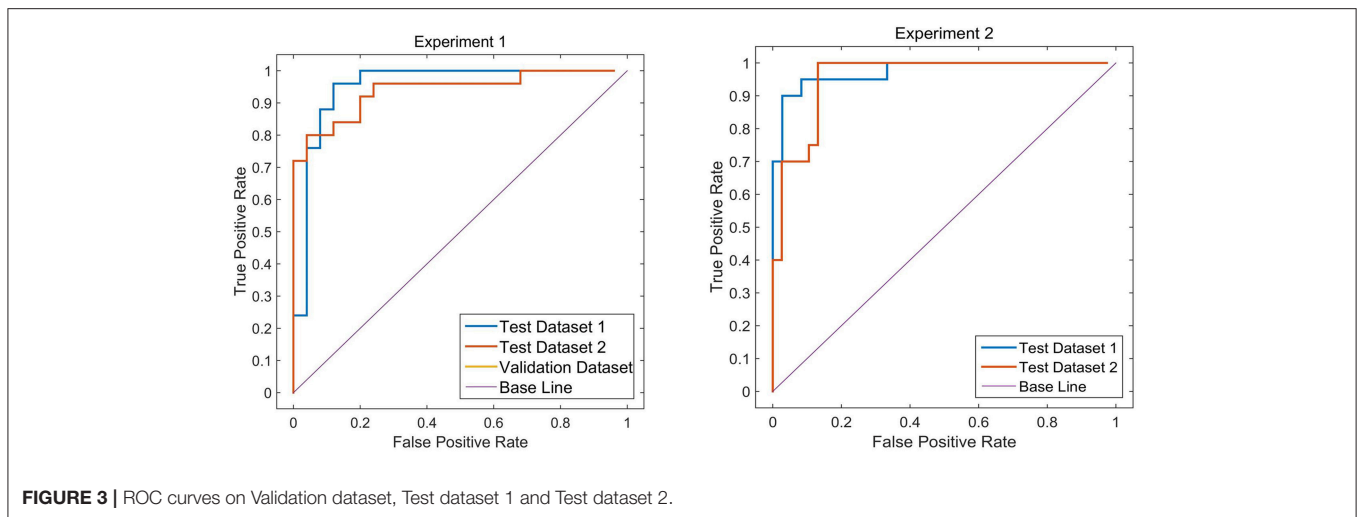 Experiment 1
1
0.9
0.8
0.7
0.6
0.5
0.4
0.3
0.2
0.1
0
True Positive Rate
Test Dataset 1
Test Dataset 2
Validation Dataset
Base Line
0 0.2 0.4 0.6 0.8 1
False Positive Rate
Experiment 2
1
0.9
0.8
0.7
0.6
0.5
0.4
0.3
0.2
0.1
0
True Positive Rate
Test Dataset 1
Test Dataset 2
Base Line
0 0.2 0.4 0.6 0.8 1
False Positive Rate
FIGURE 3 | ROC curves on Validation dataset, Test dataset 1 and Test dataset 2.